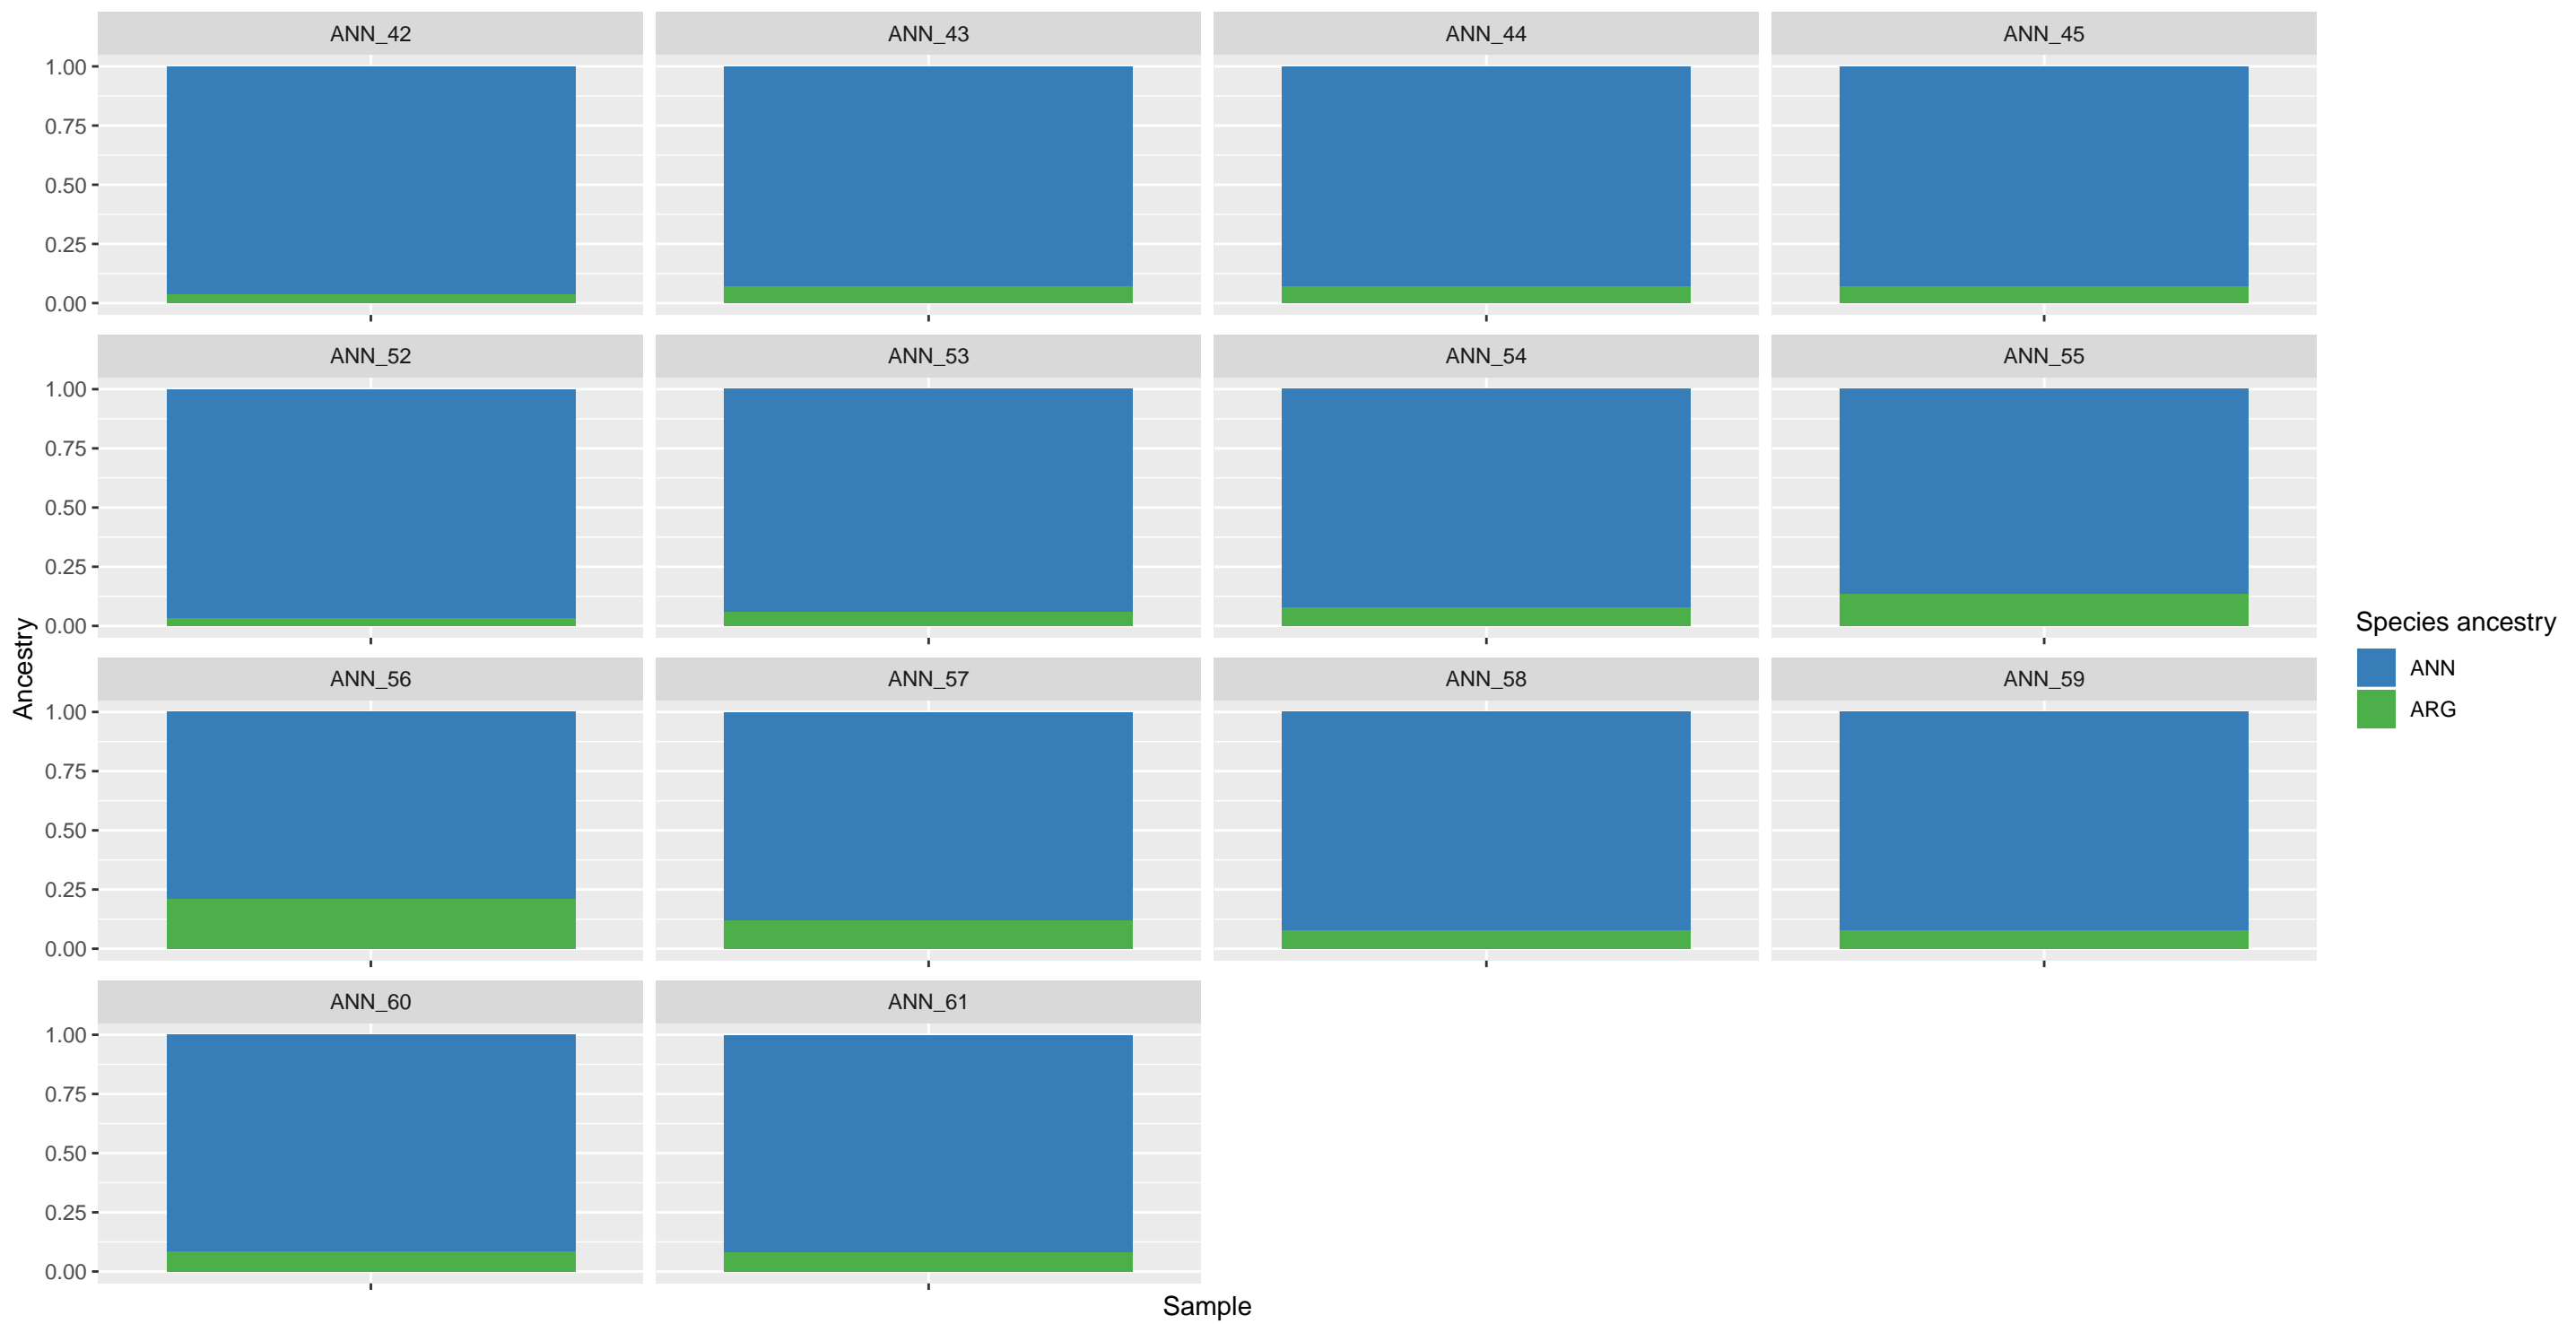 ANN_42 ANN_43 ANN_44 ANN_45
1.00
0.75
0.50
0.25
0.00
ANN_52 ANN_53 ANN_54 ANN_55
1.00
0.75
0.50
0.25
0.00
ANN_56 ANN_57 ANN_58 ANN_59
1.00
0.75
0.50
0.25
0.00
ANN_60 ANN_61
1.00
0.75
0.50
0.25
0.00
Ancestry
Sample
Species ancestry
ANN
ARG